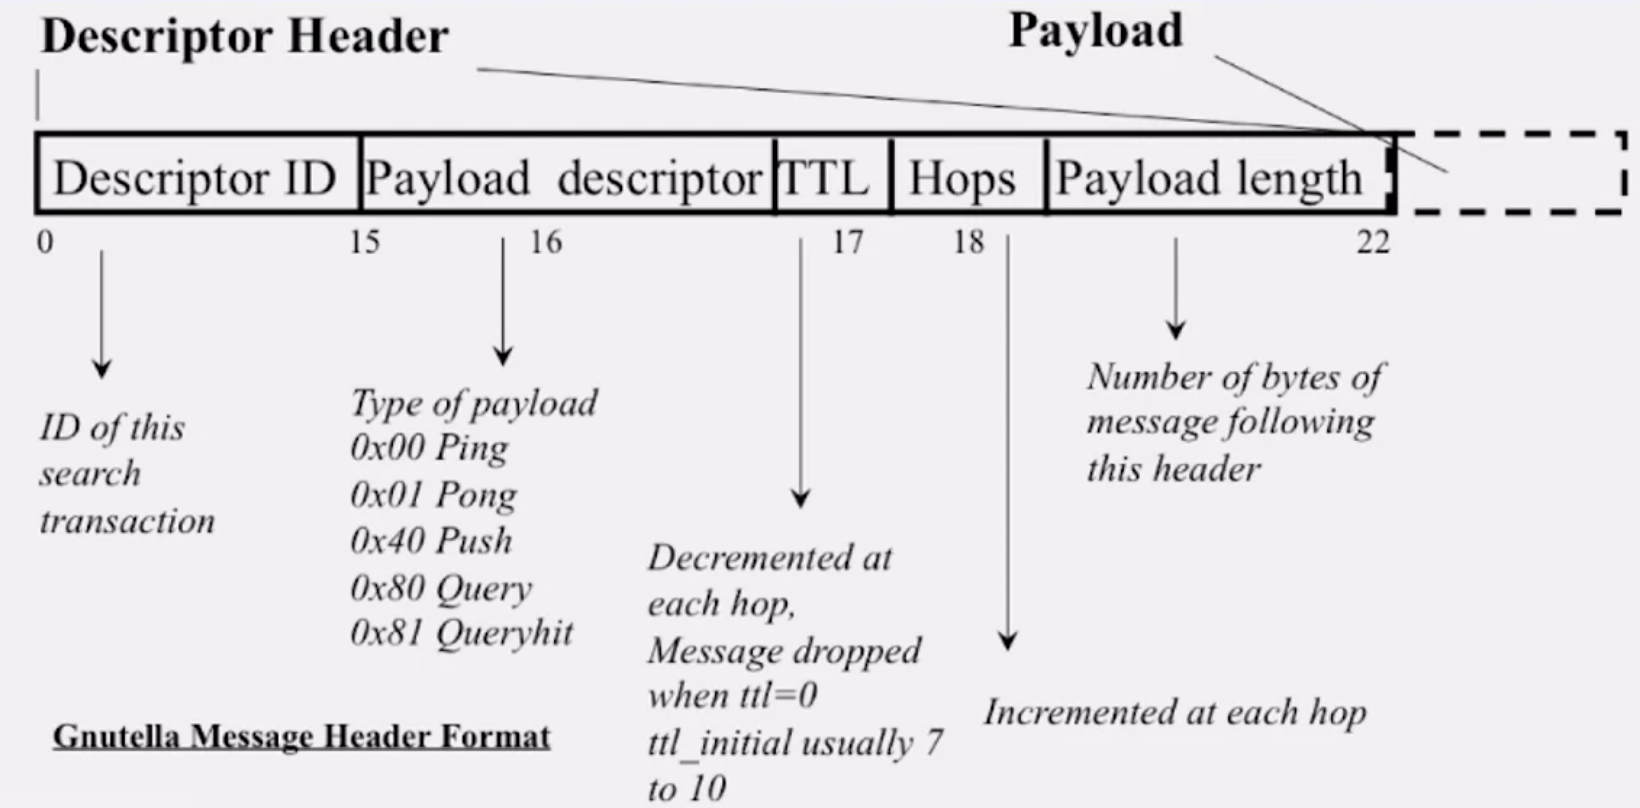 Descriptor Header
Payload
Descriptor ID
Payload descriptor
TTL
Hops
Payload length
0
15
16
17
18
22
ID of this
search
transaction
Type of payload
0x00 Ping
0x01 Pong
0x40 Push
0x80 Query
0x81 Queryhit
Decremented at
each hop,
Message dropped
when ttl=0
ttl_initial usually 7
to 10
Incremented at each hop
Number of bytes of
message following
this header
Gnutella Message Header Format